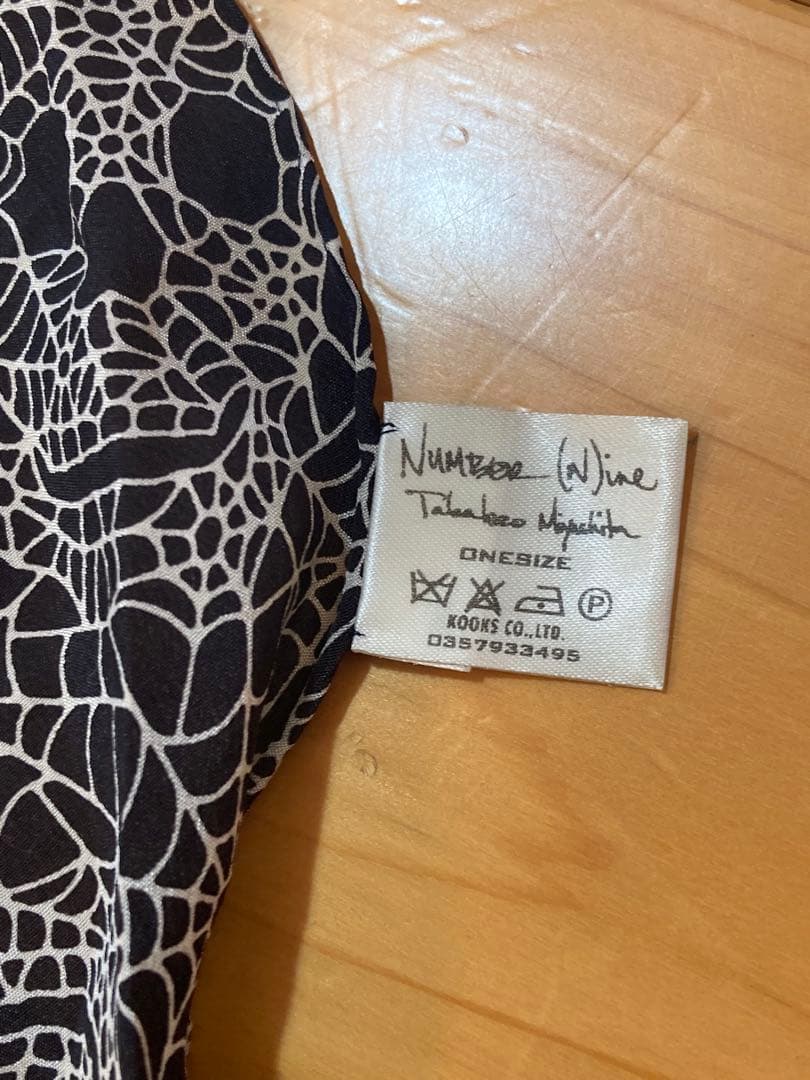 NUMBER (N)ine
Takahiro Miyashita
ONESIZE
P
KOOKS CO.,LTD.
0357933495